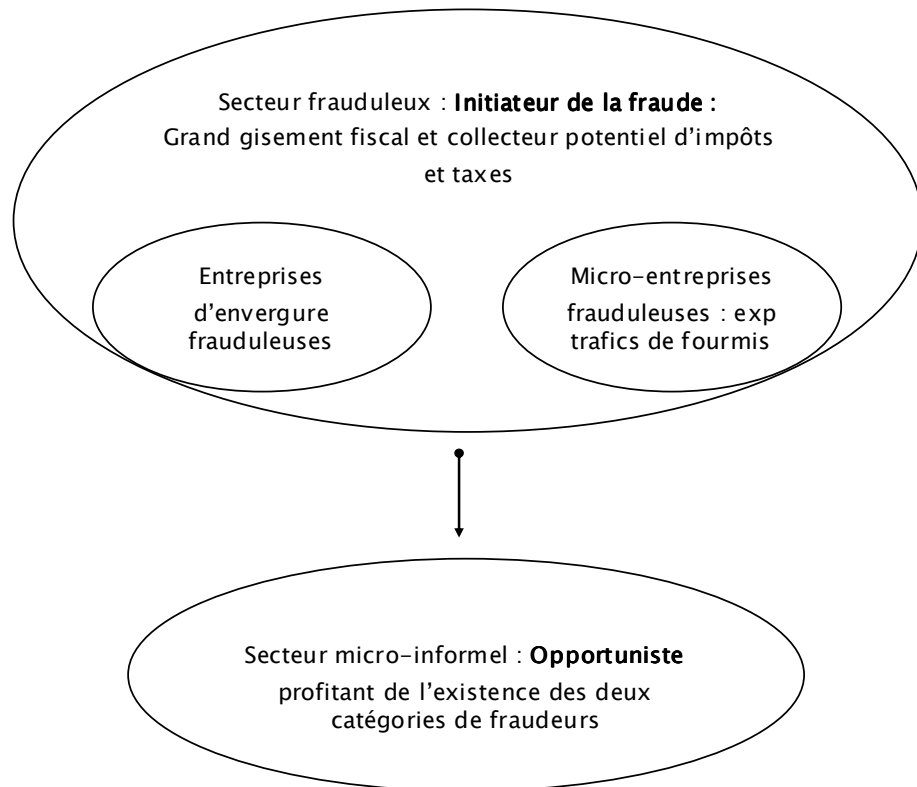 Secteur frauduleux : Initiateur de la fraude :
Grand gisement fiscal et collecteur potentiel d'impôts
et taxes
Entreprises
d'envergure
frauduleuses
Micro-entreprises
frauduleuses : exp
trafics de fourmis
Secteur micro-informel : Opportuniste
profitant de l'existence des deux
catégories de fraudeurs